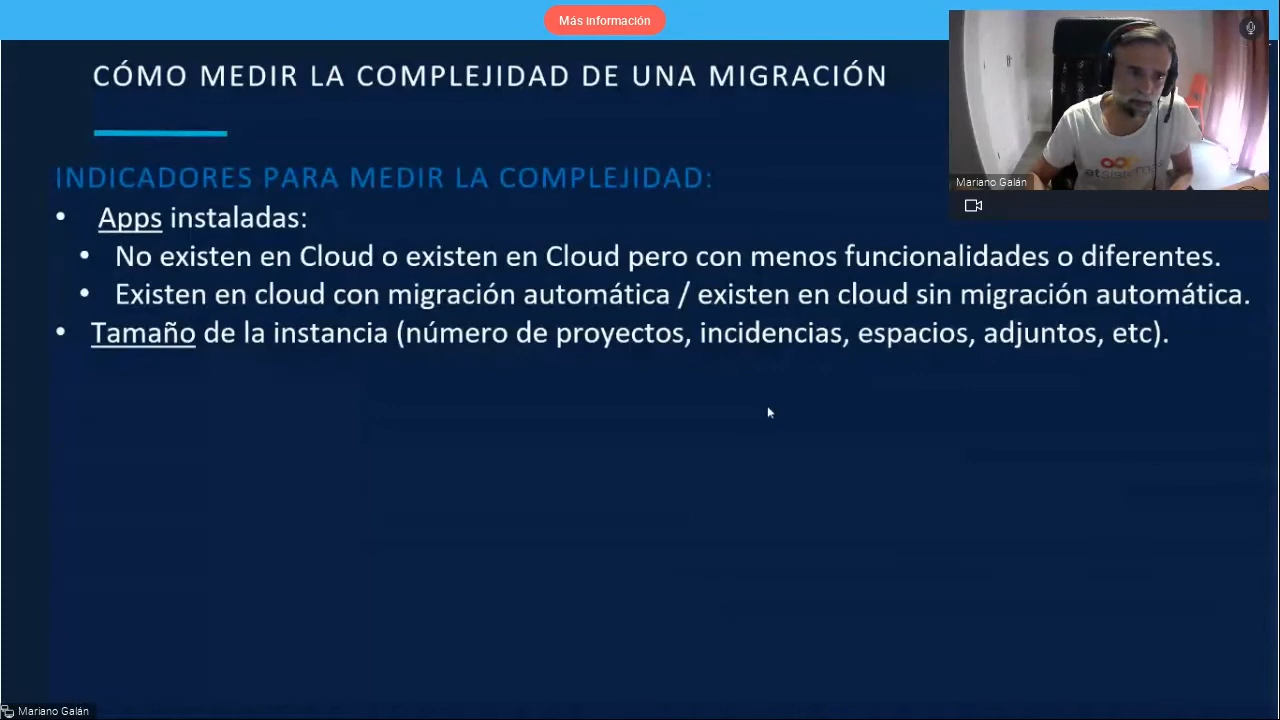 Más información
CÓMO MEDIR LA COMPLEJIDAD DE UNA MIGRACIÓN
INDICADORES PARA MEDIR LA COMPLEJIDAD:
• Apps instaladas:
• No existen en Cloud o existen en Cloud pero con menos funcionalidades o diferentes.
• Existen en cloud con migración automática / existen en cloud sin migración automática.
• Tamaño de la instancia (número de proyectos, incidencias, espacios, adjuntos, etc).
Mariano Galán
Mariano Galán